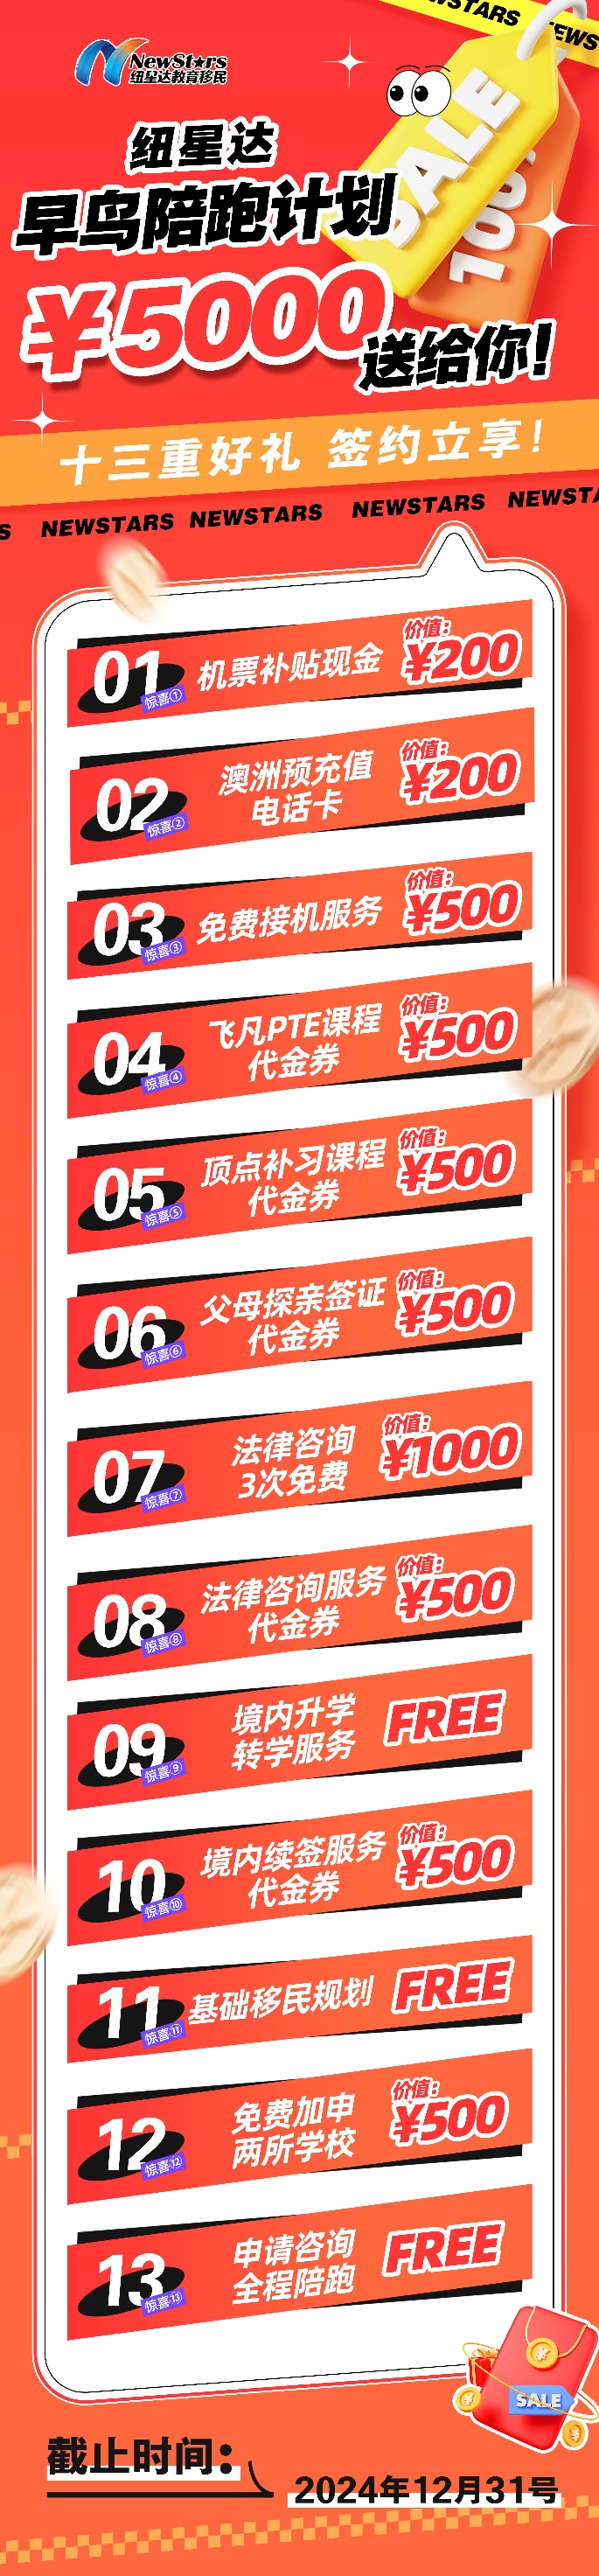 NEWSTARS
NEWS
NewStars
纽星达教育移民
SALE
100
纽星达
早鸟陪跑计划
¥5000
送给你!
十三重好礼 签约立享!
S NEWSTARS NEWSTARS NEWSTARS NEWSTA
01
惊喜①
机票补贴现金
价值:
¥200
02
惊喜②
澳洲预充值
电话卡
价值:
¥200
03
惊喜③
免费接机服务
价值:
¥500
04
惊喜④
飞凡PTE课程
代金券
价值:
¥500
05
惊喜⑤
顶点补习课程
代金券
价值:
¥500
06
惊喜⑥
父母探亲签证
代金券
价值:
¥500
07
惊喜⑦
法律咨询
3次免费
价值:
¥1000
08
惊喜⑧
法律咨询服务
代金券
价值:
¥500
09
惊喜⑨
境内升学
转学服务
FREE
10
惊喜⑩
境内续签服务
代金券
价值:
¥500
11
惊喜⑪
基础移民规划
FREE
12
惊喜⑫
免费加申
两所学校
价值:
¥500
13
惊喜⑬
申请咨询
全程陪跑
FREE
SALE
截止时间:
2024年12月31号